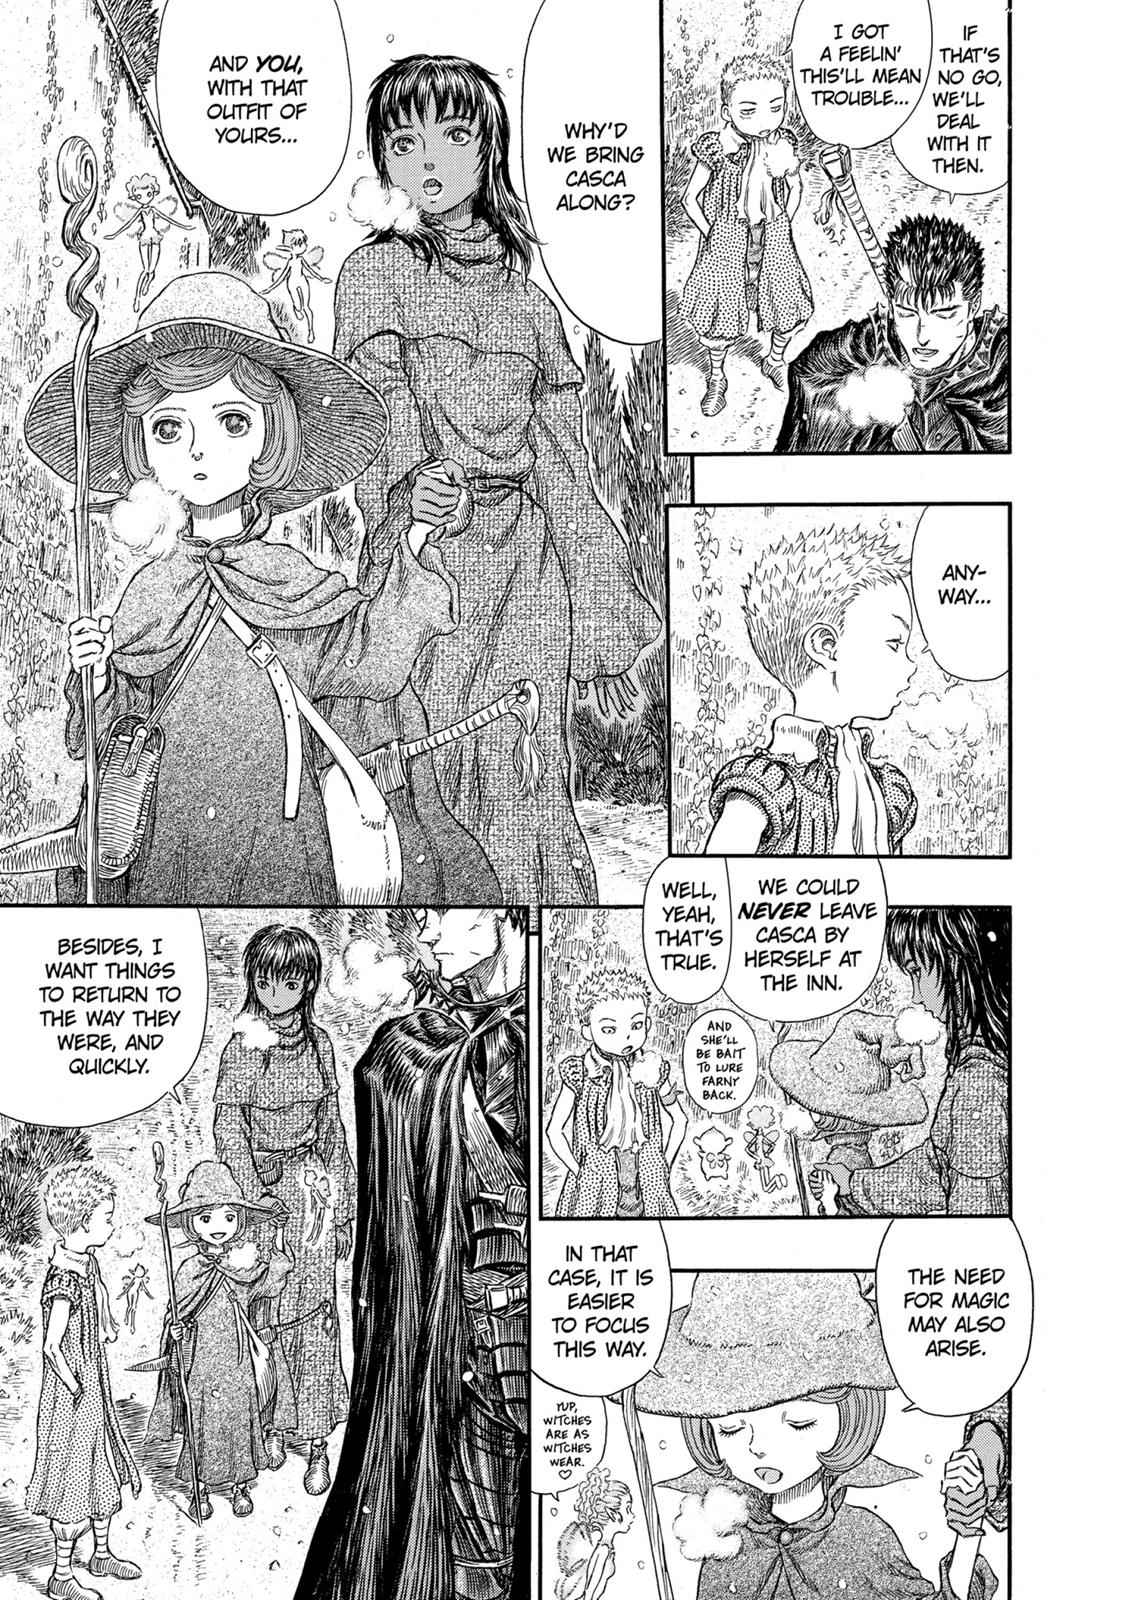 IF
THAT'S
NO GO,
WE'LL
DEAL
WITH IT
THEN.
I GOT
A FEELIN'
THIS'LL MEAN
TROUBLE...
ANY-
WAY...
WHY'D
WE BRING
CASCA
ALONG?
AND YOU,
WITH THAT
OUTFIT OF
YOURS...
WE COULD
NEVER LEAVE
CASCA BY
HERSELF AT
THE INN.
WELL,
YEAH,
THAT'S
TRUE.
AND
SHE'LL
BE BAIT
TO LURE
FARNY
BACK.
THE NEED
FOR MAGIC
MAY ALSO
ARISE.
IN THAT
CASE, IT IS
EASIER
TO FOCUS
THIS WAY.
YUP,
WITCHES
ARE AS
WITCHES
WEAR.
♡
BESIDES, I
WANT THINGS
TO RETURN TO
THE WAY THEY
WERE, AND
QUICKLY.